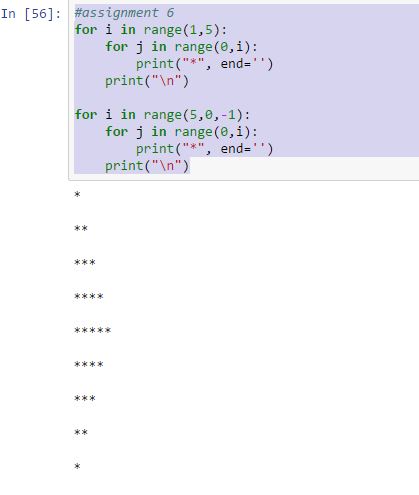 In [56]: #assignment 6
for i in range(1,5):
    for j in range(0,i):
        print("*", end='')
    print("\n")

for i in range(5,0,-1):
    for j in range(0,i):
        print("*", end='')
    print("\n")
*
**
***
****
*****
****
***
**
*